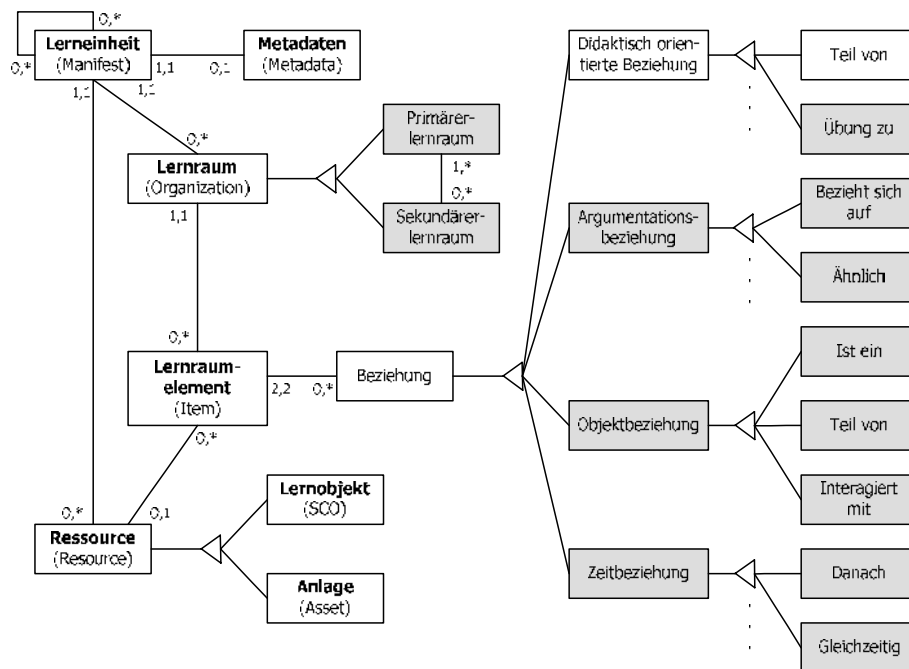 0,*
Lerneinheit
(Manifest)
0,*
1,1
1,1
1,1
0,1
Metadaten
(Metadata)
0,*
Lernraum
(Organization)
1,1
Primärer-
lernraum
1,*
0,*
Sekundärer-
lernraum
0,*
Lernraum-
element
(Item)
2,2
0,*
Beziehung
0,*
0,*
0,1
Ressource
(Resource)
Lernobjekt
(SCO)
Anlage
(Asset)
Didaktisch orien-
tierte Beziehung
Teil von
Übung zu
Argumentations-
beziehung
Bezieht sich
auf
Ähnlich
Objektbeziehung
Ist ein
Teil von
Interagiert
mit
Zeitbeziehung
Danach
Gleichzeitig